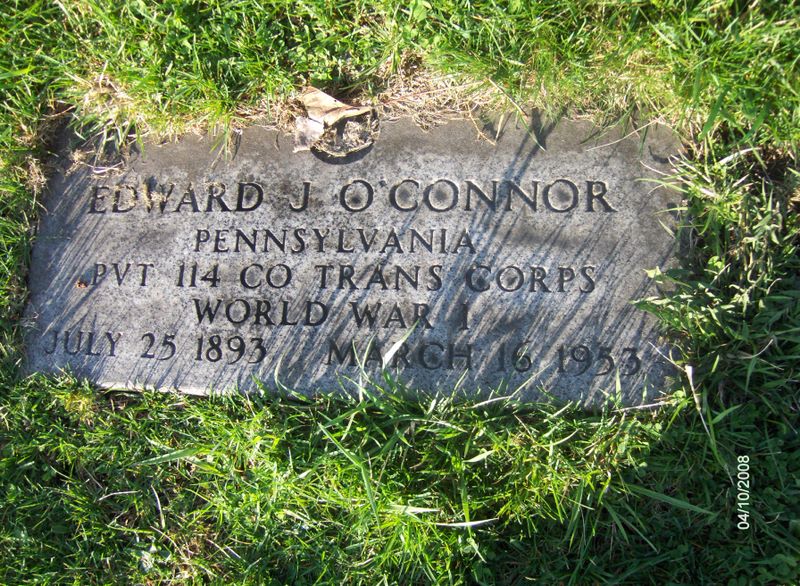 EDWARD J O'CONNOR
PENNSYLVANIA
PVT 114 CO TRANS CORPS
WORLD WAR I
JULY 25 1893 MARCH 16 1953
04/10/2008